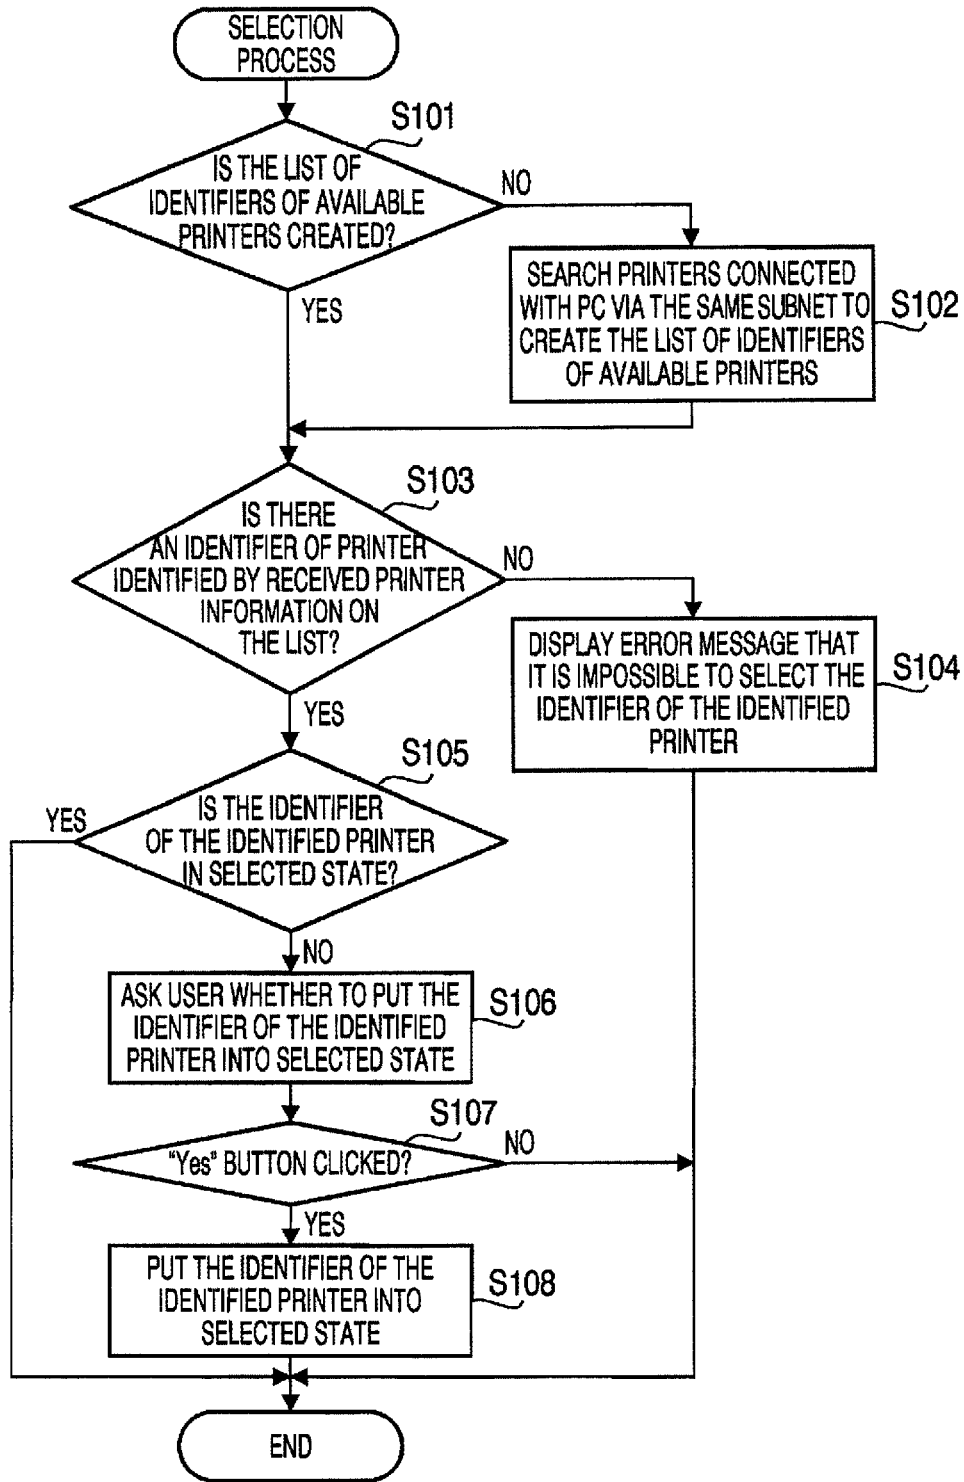 SELECTION
PROCESS
S101
IS THE LIST OF
IDENTIFIERS OF AVAILABLE
PRINTERS CREATED?
NO
YES
SEARCH PRINTERS CONNECTED
WITH PC VIA THE SAME SUBNET TO
CREATE THE LIST OF IDENTIFIERS
OF AVAILABLE PRINTERS
S102
S103
IS THERE
AN IDENTIFIER OF PRINTER
IDENTIFIED BY RECEIVED PRINTER
INFORMATION ON
THE LIST?
NO
YES
DISPLAY ERROR MESSAGE THAT
IT IS IMPOSSIBLE TO SELECT THE
IDENTIFIER OF THE IDENTIFIED
PRINTER
S104
S105
IS THE IDENTIFIER
OF THE IDENTIFIED PRINTER
IN SELECTED STATE?
YES
NO
ASK USER WHETHER TO PUT THE
IDENTIFIER OF THE IDENTIFIED
PRINTER INTO SELECTED STATE
S106
S107
"Yes" BUTTON CLICKED?
NO
YES
PUT THE IDENTIFIER OF THE
IDENTIFIED PRINTER INTO
SELECTED STATE
S108
END